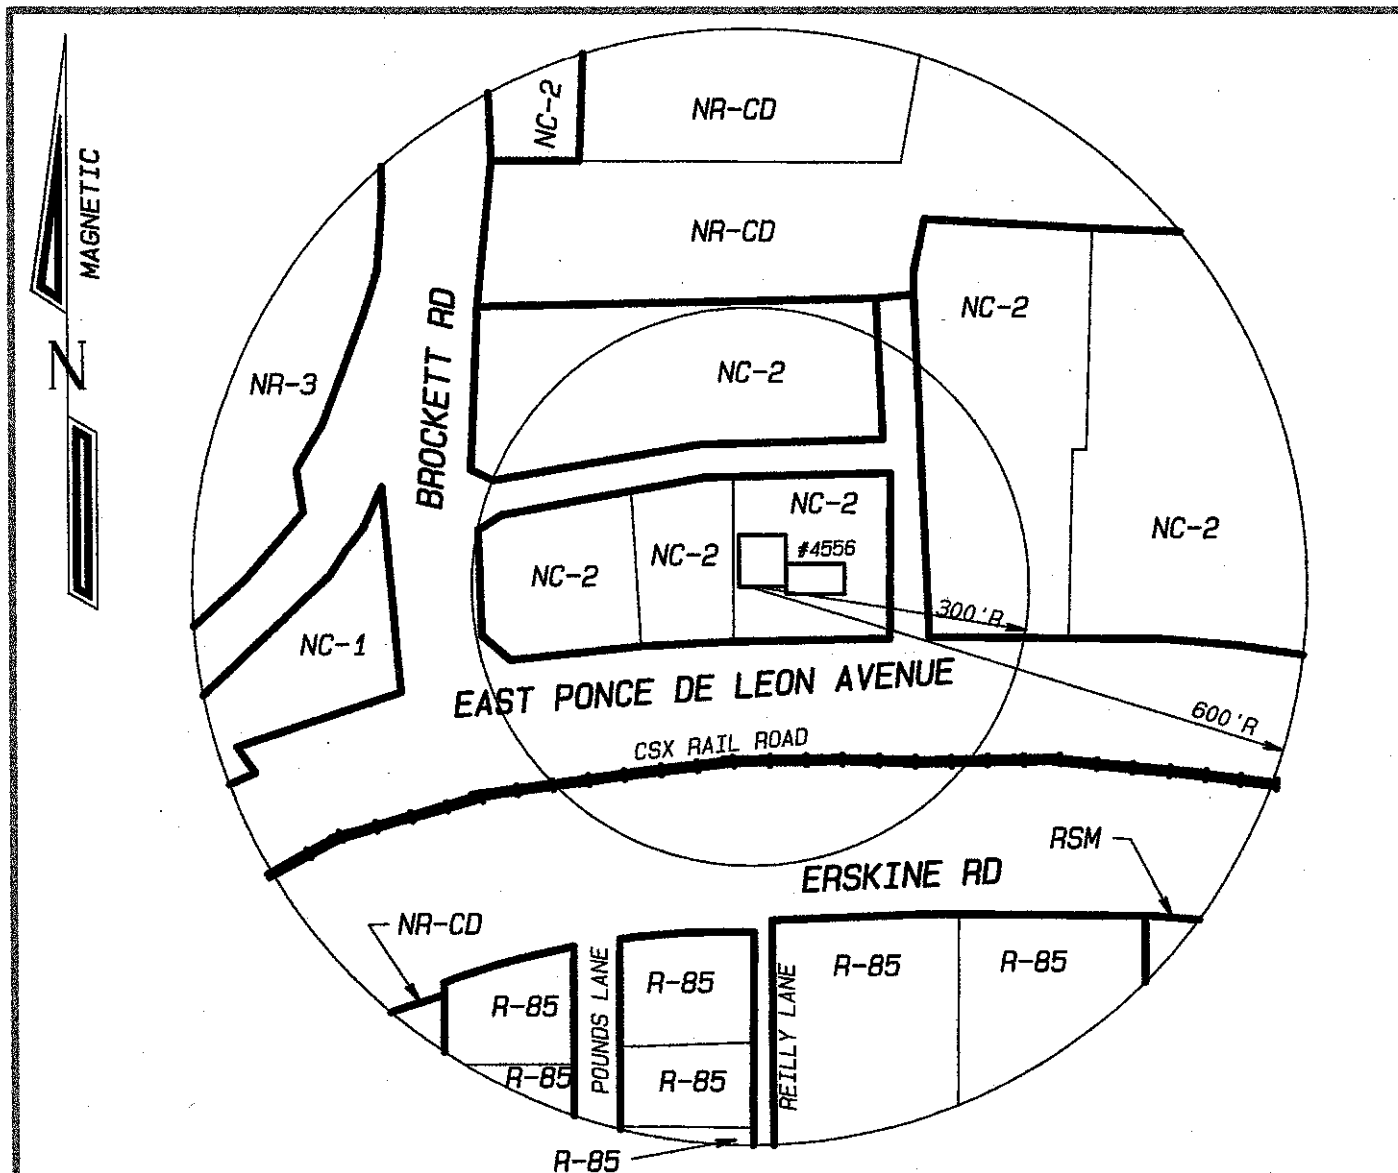 NC-2
NR-CD
MAGNETIC
NR-CD
NC-2
N
BROCKETT RD
NR-3
NC-2
NC-2
NC-2
#4556
NC-2
NC-2
300'R
NC-1
EAST PONCE DE LEON AVENUE
600'R
CSX RAIL ROAD
RSM
ERSKINE RD
NR-CD
R-85
R-85
R-85
R-85
POUNDS LANE
REILLY LANE
R-85
R-85
R-85